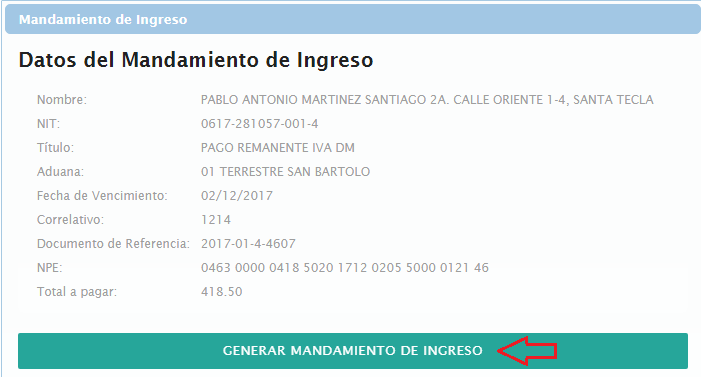 Mandamiento de Ingreso
Datos del Mandamiento de Ingreso
Nombre: PABLO ANTONIO MARTINEZ SANTIAGO 2A. CALLE ORIENTE 1-4, SANTA TECLA
NIT: 0617-281057-001-4
Título: PAGO REMANENTE IVA DM
Aduana: 01 TERRESTRE SAN BARTOLO
Fecha de Vencimiento: 02/12/2017
Correlativo: 1214
Documento de Referencia: 2017-01-4-4607
NPE: 0463 0000 0418 5020 1712 0205 5000 0121 46
Total a pagar: 418.50
GENERAR MANDAMIENTO DE INGRESO